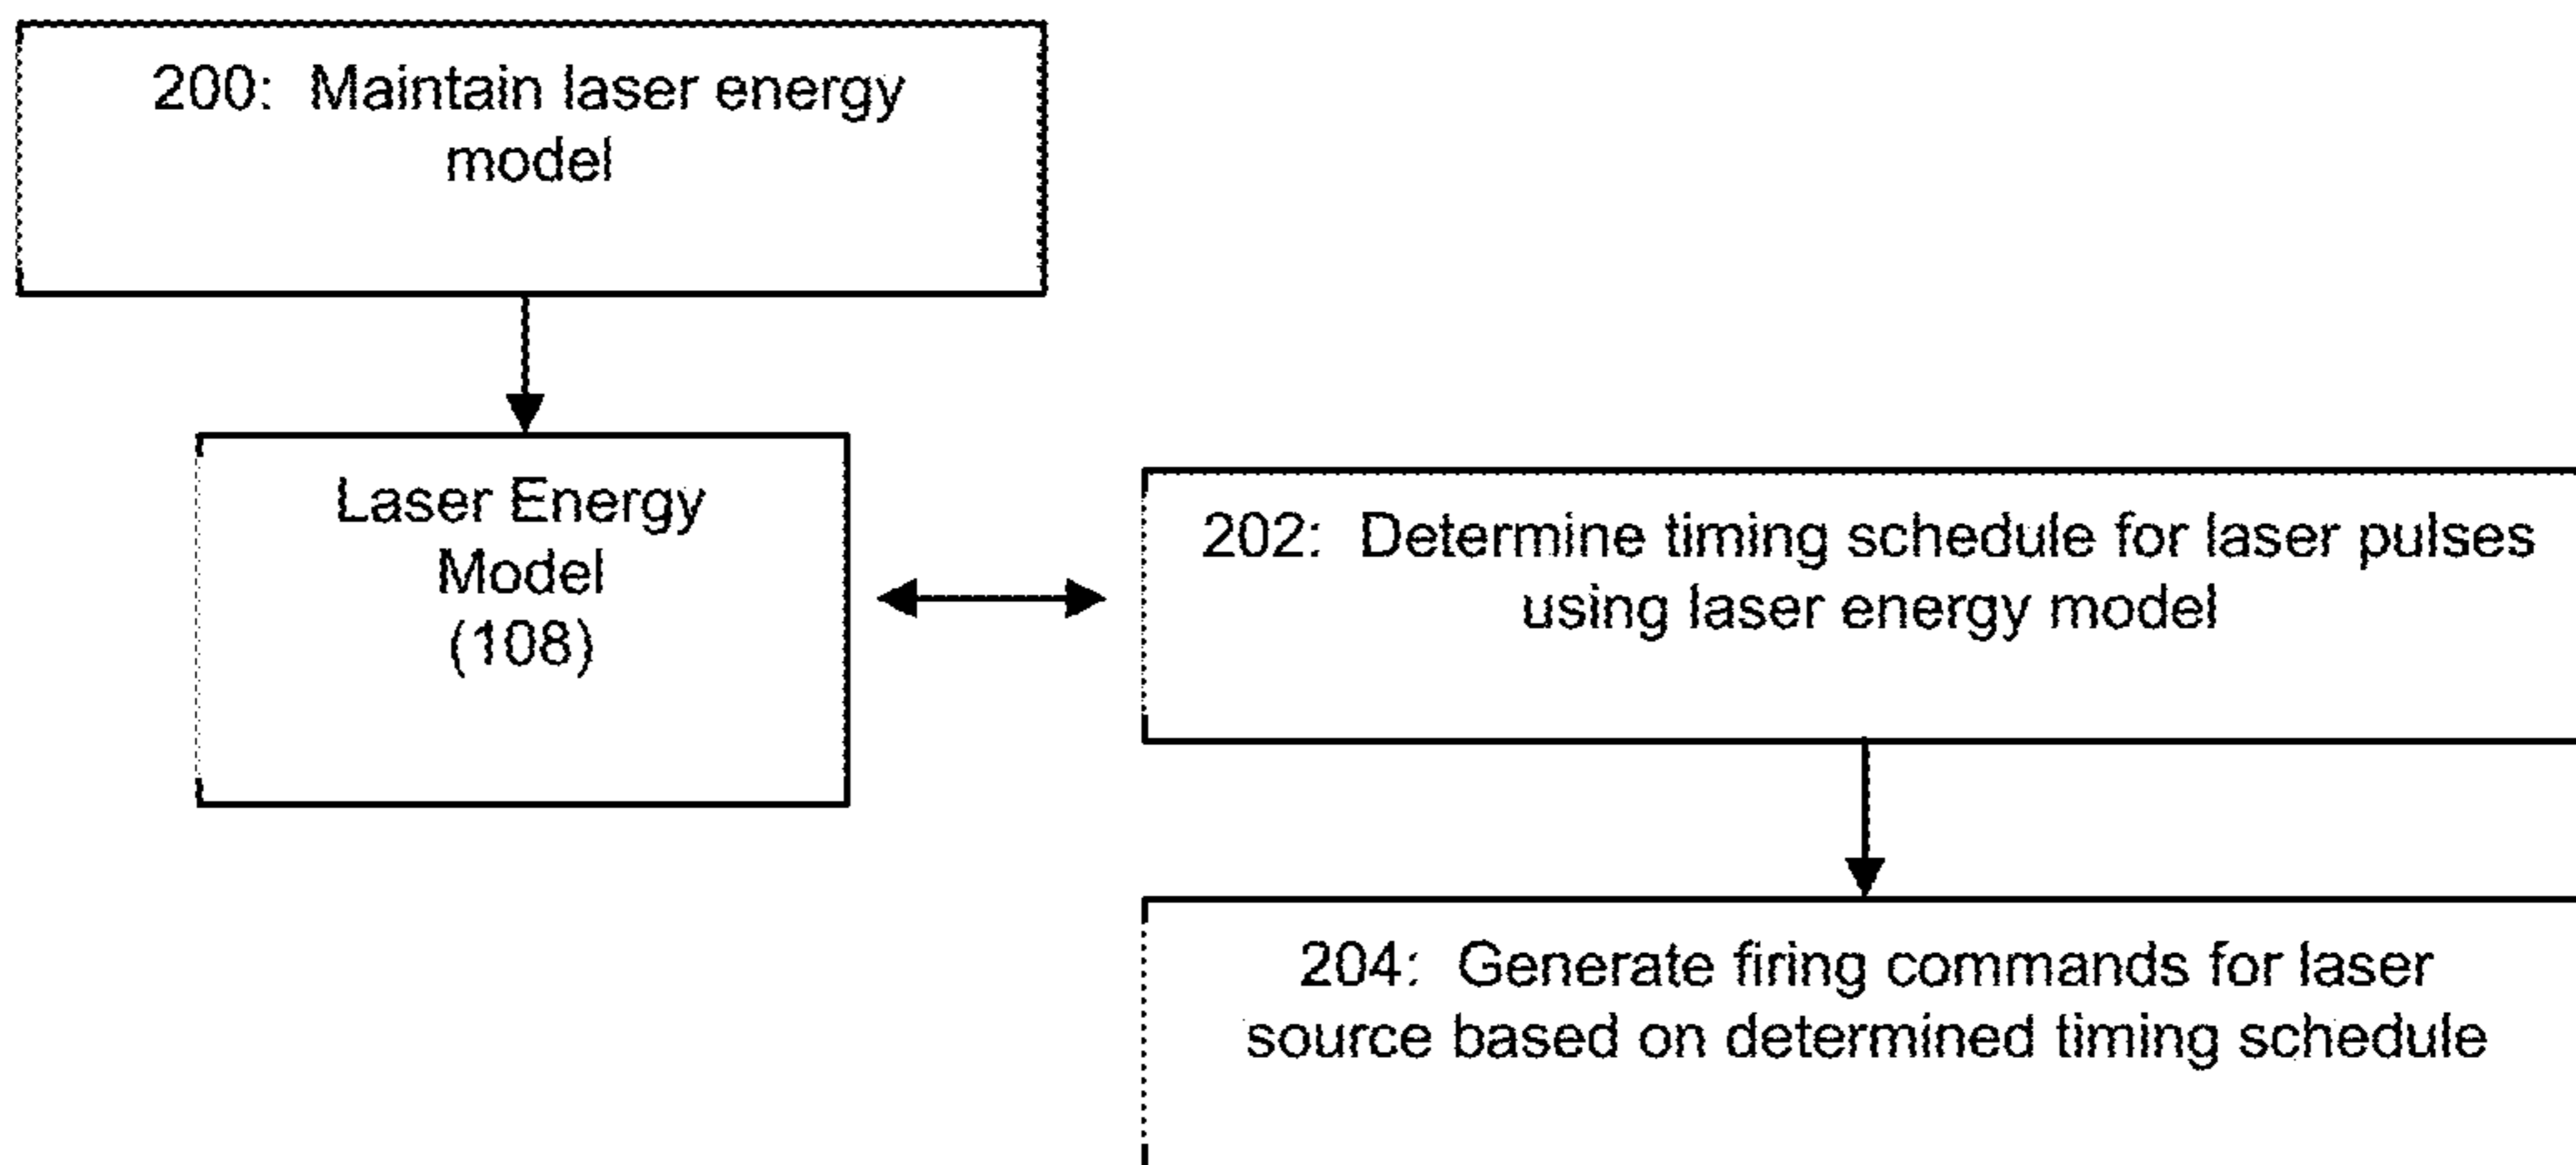 200: Maintain laser energy
model
Laser Energy
Model
(108)
202: Determine timing schedule for laser pulses
using laser energy model
204: Generate firing commands for laser
source based on determined timing schedule